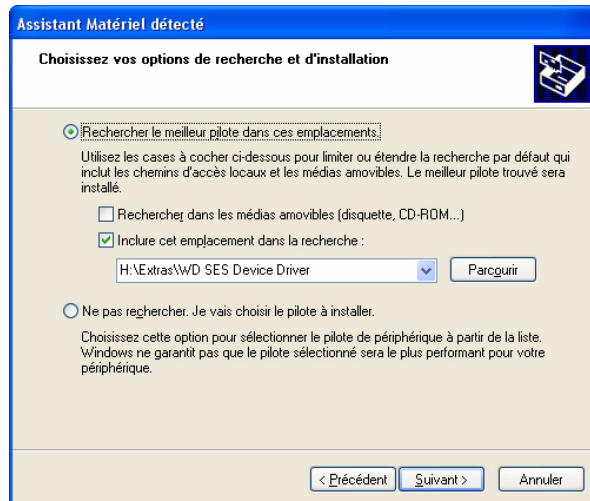 Assistant Matériel détecté
Choisissez vos options de recherche et d'installation
Rechercher le meilleur pilote dans ces emplacements.
Utilisez les cases à cocher ci-dessous pour limiter ou étendre la recherche par défaut qui
inclut les chemins d'accès locaux et les médias amovibles. Le meilleur pilote trouvé sera
installé.
Rechercher dans les médias amovibles (disquette, CD-ROM...)
Inclure cet emplacement dans la recherche :
H:\Extras\WD SES Device Driver
Parcourir
Ne pas rechercher. Je vais choisir le pilote à installer.
Choisissez cette option pour sélectionner le pilote de périphérique à partir de la liste.
Windows ne garantit pas que le pilote sélectionné sera le plus performant pour votre
périphérique.
< Précédent Suivant > Annuler